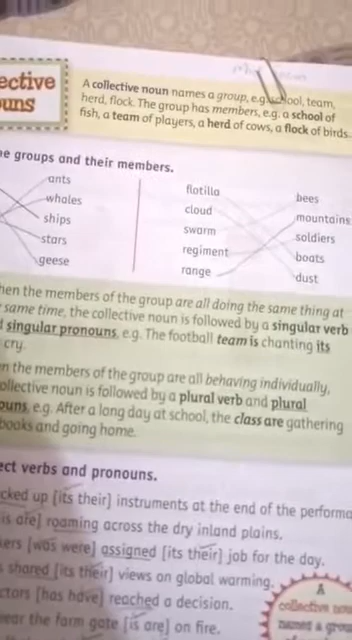 ective
uns
A collective noun names a group, e.g. school, team,
herd, flock. The group has members, e.g. a school of
fish, a team of players, a herd of cows, a flock of birds.
e groups and their members.
ants
whales
ships
stars
geese
flotilla
cloud
swarm
regiment
range
bees
mountains
soldiers
boats
dust
hen the members of the group are all doing the same thing at
same time, the collective noun is followed by a singular verb
d singular pronouns, e.g. The football team is chanting its
cry.
n the members of the group are all behaving individually,
ollective noun is followed by a plural verb and plural
ouns, e.g. After a long day at school, the class are gathering
books and going home.
ect verbs and pronouns.
cked up [its their] instruments at the end of the performa
is are] roaming across the dry inland plains.
ers [was were] assigned [its their] job for the day.
s shared [its their] views on global warming.
ctors [has have] reached a decision.
near the farm gate [is are] on fire.
A
collective nou
names a grou